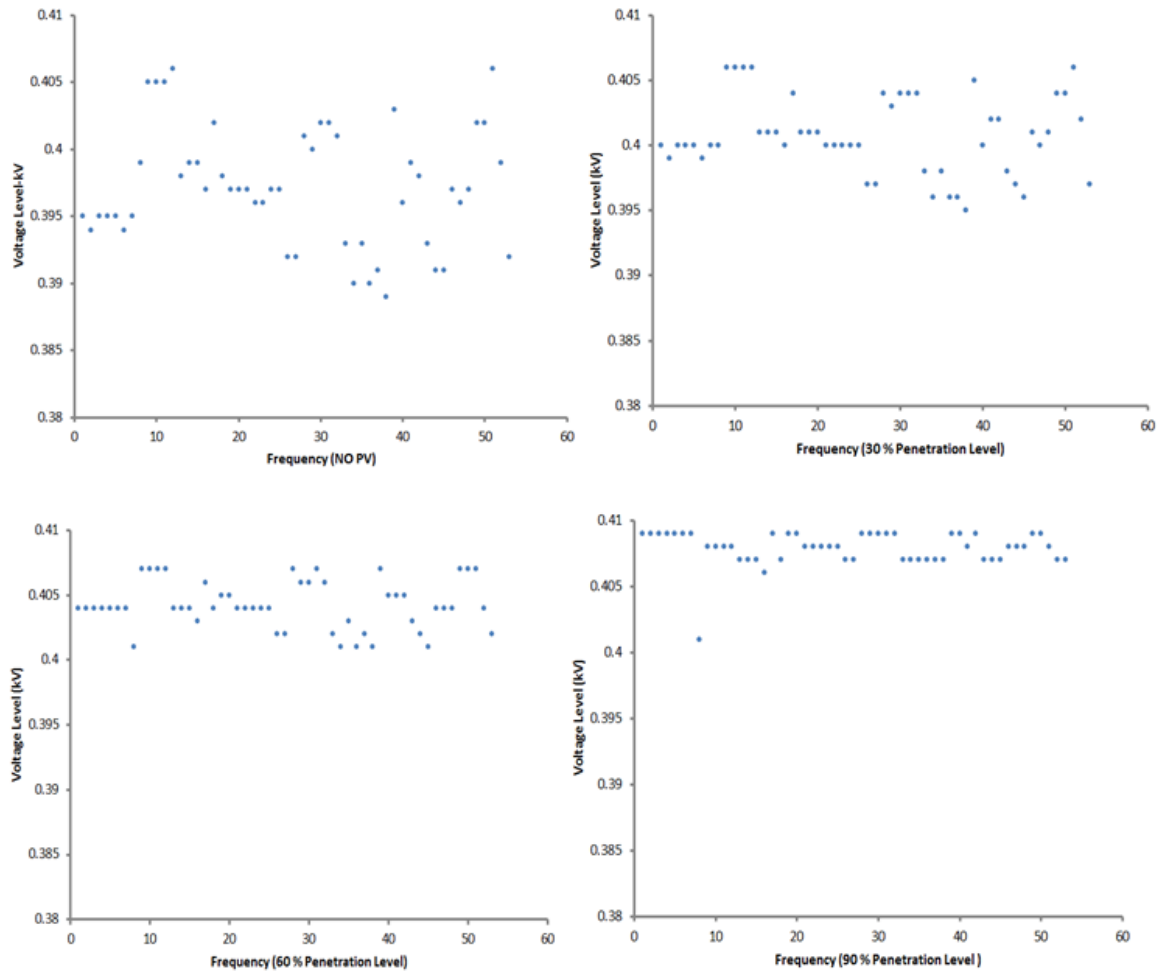 0.41
0.405
0.4
0.395
0.39
0.385
0.38
Voltage Level-kV
0 10 20 30 40 50 60
Frequency (NO PV)
0.41
0.405
0.4
0.395
0.39
0.385
0.38
Voltage Level (kV)
0 10 20 30 40 50 60
Frequency (30 % Penetration Level)
0.41
0.405
0.4
0.395
0.39
0.385
0.38
Voltage Level (kV)
0 10 20 30 40 50 60
Frequency (60 % Penetration Level)
0.41
0.405
0.4
0.395
0.39
0.385
0.38
Voltage Level (kV)
0 10 20 30 40 50 60
Frequency (90 % Penetration Level )